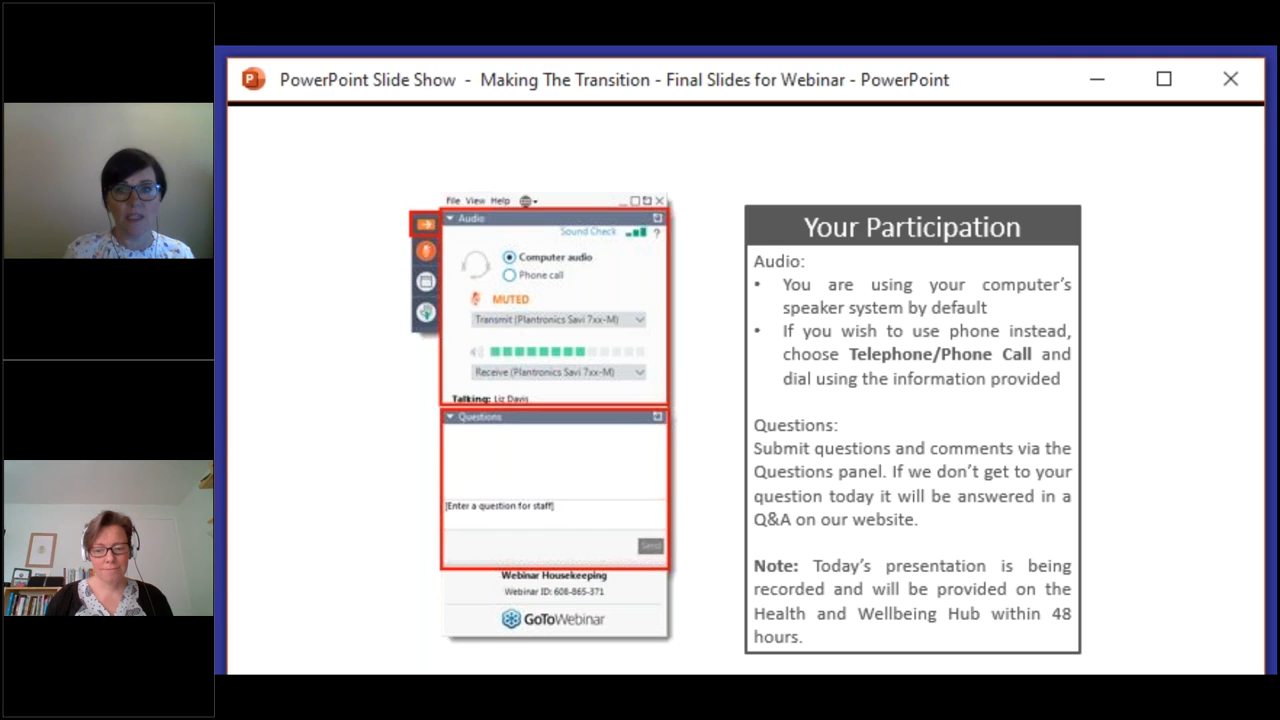 PowerPoint Slide Show - Making The Transition - Final Slides for Webinar - PowerPoint
File View Help
Audio
Sound Check ?
Computer audio
Phone call
MUTED
Transmit (Plantronics Savi 7xx-M)
Receive (Plantronics Savi 7xx-M)
Talking: Liz Davis
Questions
[Enter a question for staff]
Send
Webinar Housekeeping
Webinar ID: 608-865-371
GoToWebinar
Your Participation
Audio:
• You are using your computer's
speaker system by default
• If you wish to use phone instead,
choose Telephone/Phone Call and
dial using the information provided
Questions:
Submit questions and comments via the
Questions panel. If we don't get to your
question today it will be answered in a
Q&A on our website.
Note: Today's presentation is being
recorded and will be provided on the
Health and Wellbeing Hub within 48
hours.